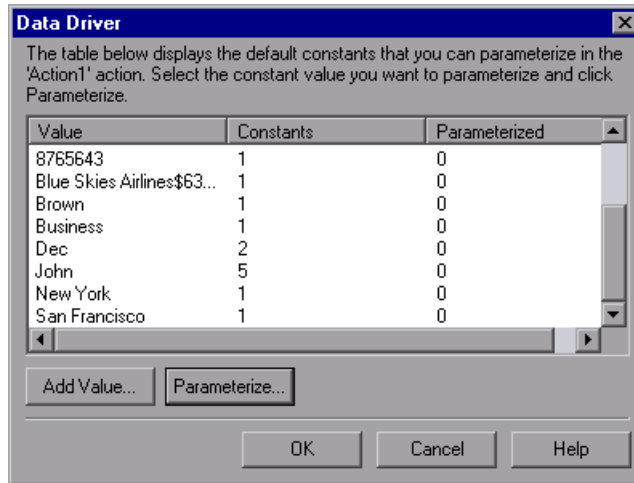 Data Driver
The table below displays the default constants that you can parameterize in the
'Action1' action. Select the constant value you want to parameterize and click
Parameterize.
Value Constants Parameterized
8765643 1 0
Blue Skies Airlines$63... 1 0
Brown 1 0
Business 1 0
Dec 2 0
John 5 0
New York 1 0
San Francisco 1 0
Add Value... Parameterize...
OK Cancel Help